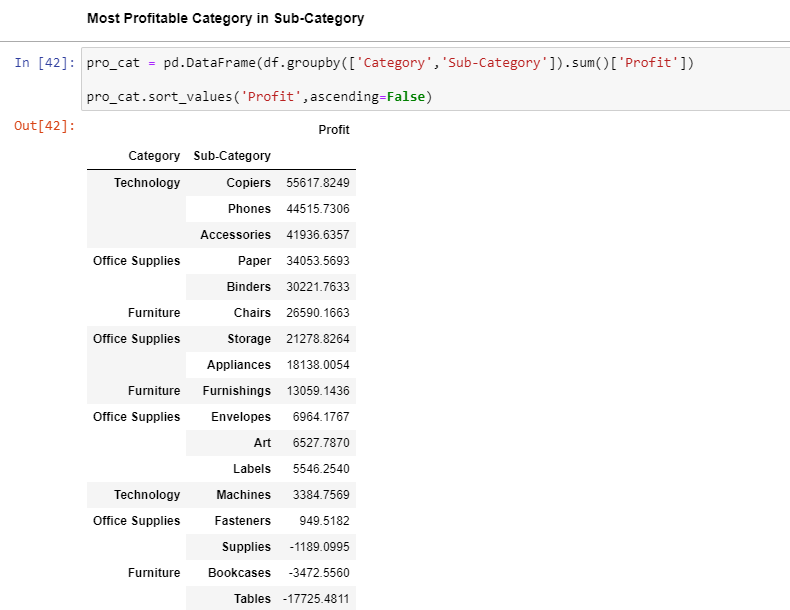 Most Profitable Category in Sub-Category
In [42]: pro_cat = pd.DataFrame(df.groupby(['Category','Sub-Category']).sum()['Profit'])
pro_cat.sort_values('Profit',ascending=False)
Out[42]:
Profit
Category Sub-Category
Technology Copiers 55617.8249
Phones 44515.7306
Accessories 41936.6357
Office Supplies Paper 34053.5693
Binders 30221.7633
Furniture Chairs 26590.1663
Office Supplies Storage 21278.8264
Appliances 18138.0054
Furniture Furnishings 13059.1436
Office Supplies Envelopes 6964.1767
Art 6527.7870
Labels 5546.2540
Technology Machines 3384.7569
Office Supplies Fasteners 949.5182
Supplies -1189.0995
Furniture Bookcases -3472.5560
Tables -17725.4811